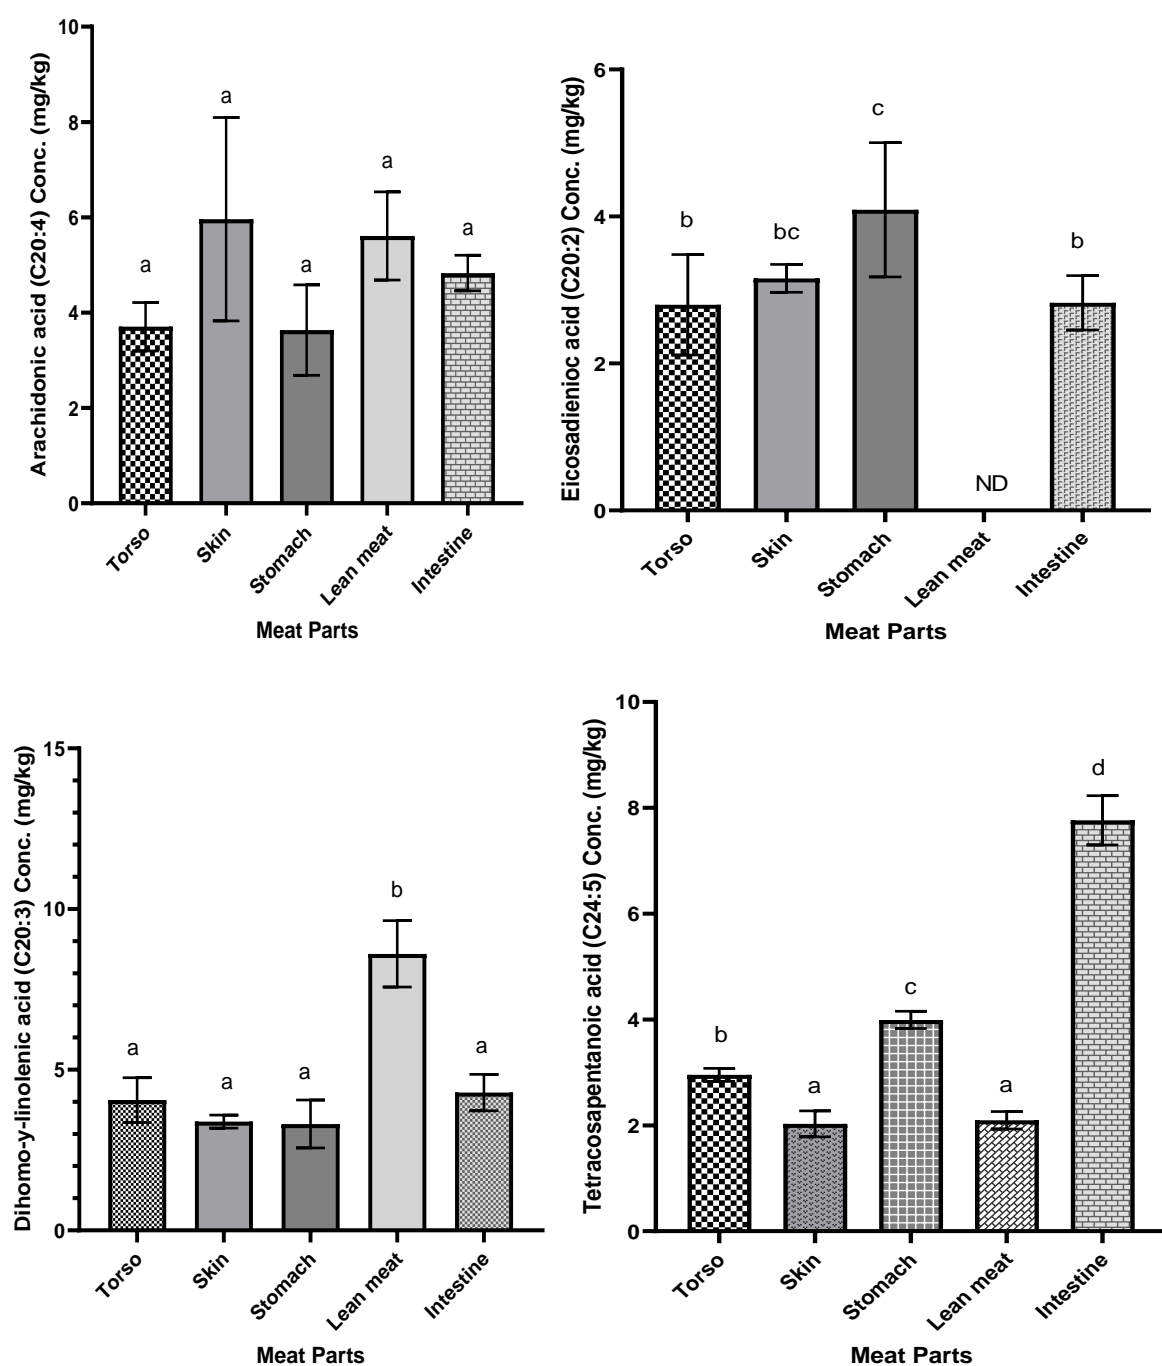 Arachidonic acid (C20:4) Conc. (mg/kg)
10
8
6
4
2
0
a
a
a
a
a
Torso
Skin
Stomach
Lean meat
Intestine
Meat Parts
Eicosadienioc acid (C20:2) Conc. (mg/kg)
6
4
2
0
b
bc
c
ND
b
Torso
Skin
Stomach
Lean meat
Intestine
Meat Parts
Dihomo-y-linolenic acid (C20:3) Conc. (mg/kg)
15
10
5
0
a
a
a
b
a
Torso
Skin
Stomach
Lean meat
Intestine
Meat Parts
Tetracosapentanoic acid (C24:5) Conc. (mg/kg)
10
8
6
4
2
0
b
a
c
a
d
Torso
Skin
Stomach
Lean meat
Intestine
Meat Parts